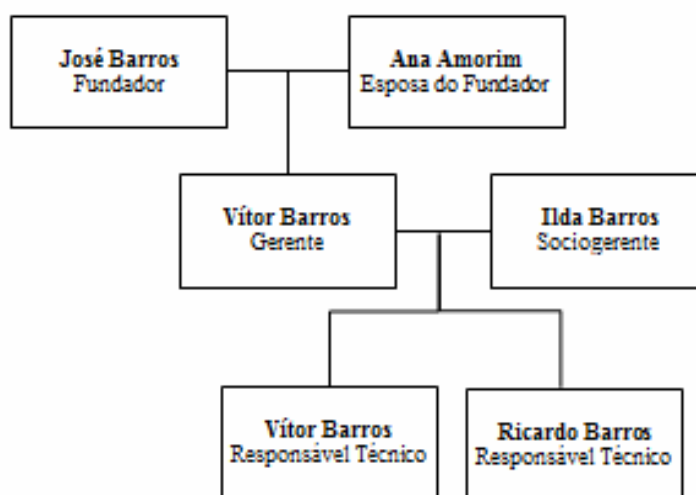 José Barros
Fundador
Ana Amorim
Esposa do Fundador
Vítor Barros
Gerente
Ilda Barros
Sociogerente
Vítor Barros
Responsável Técnico
Ricardo Barros
Responsável Técnico